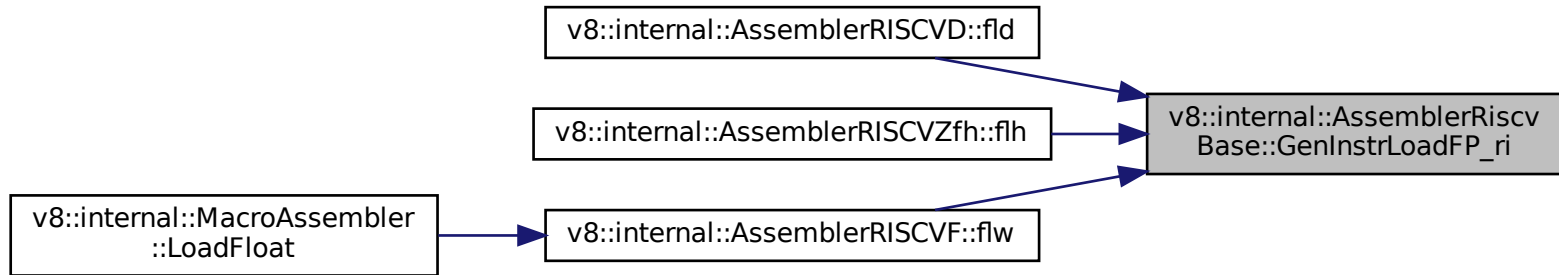 v8::internal::AssemblerRISCVD::fld
v8::internal::AssemblerRISCVZfh::flh
v8::internal::AssemblerRiscv
Base::GenInstrLoadFP_ri
v8::internal::MacroAssembler
::LoadFloat
v8::internal::AssemblerRISCVF::flw